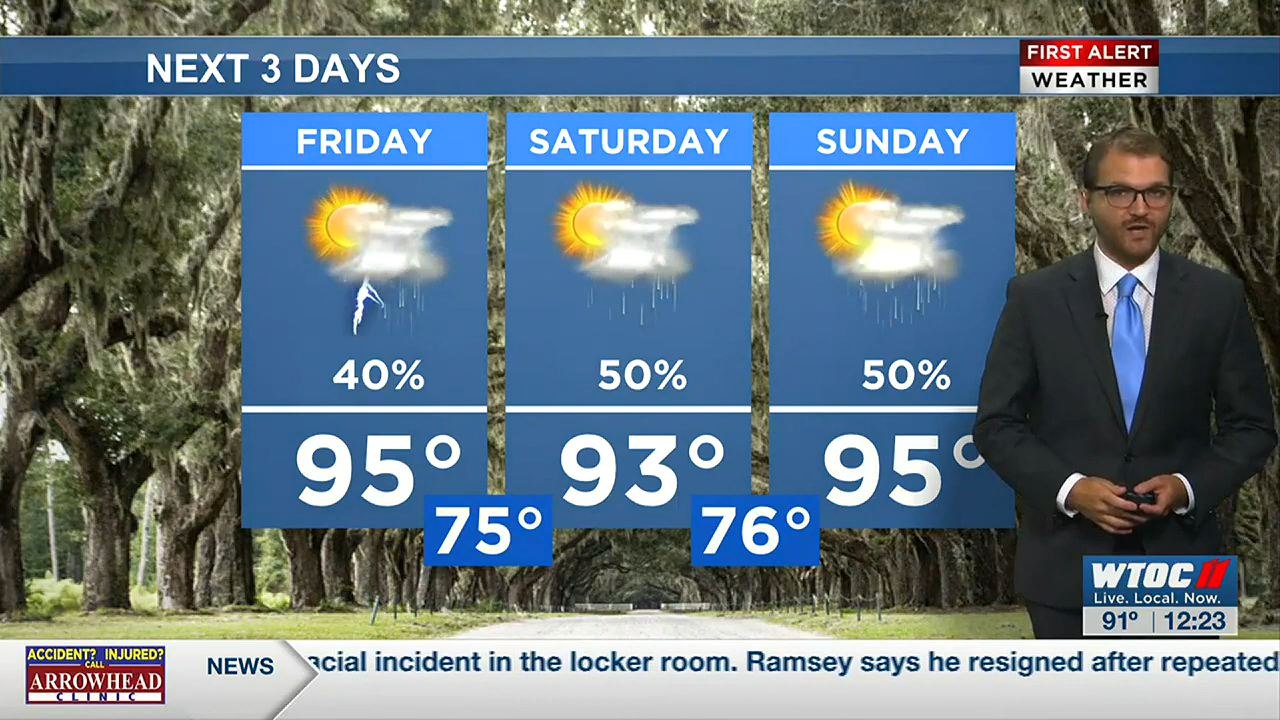 NEXT 3 DAYS
FIRST ALERT
WEATHER
FRIDAY
SATURDAY
SUNDAY
40%
50%
50%
95°
93°
95°
75°
76°
WTOC 11
Live. Local. Now.
91° | 12:23
ACCIDENT? INJURED?
CALL
ARROWHEAD
CLINIC
NEWS
acial incident in the locker room. Ramsey says he resigned after repeated